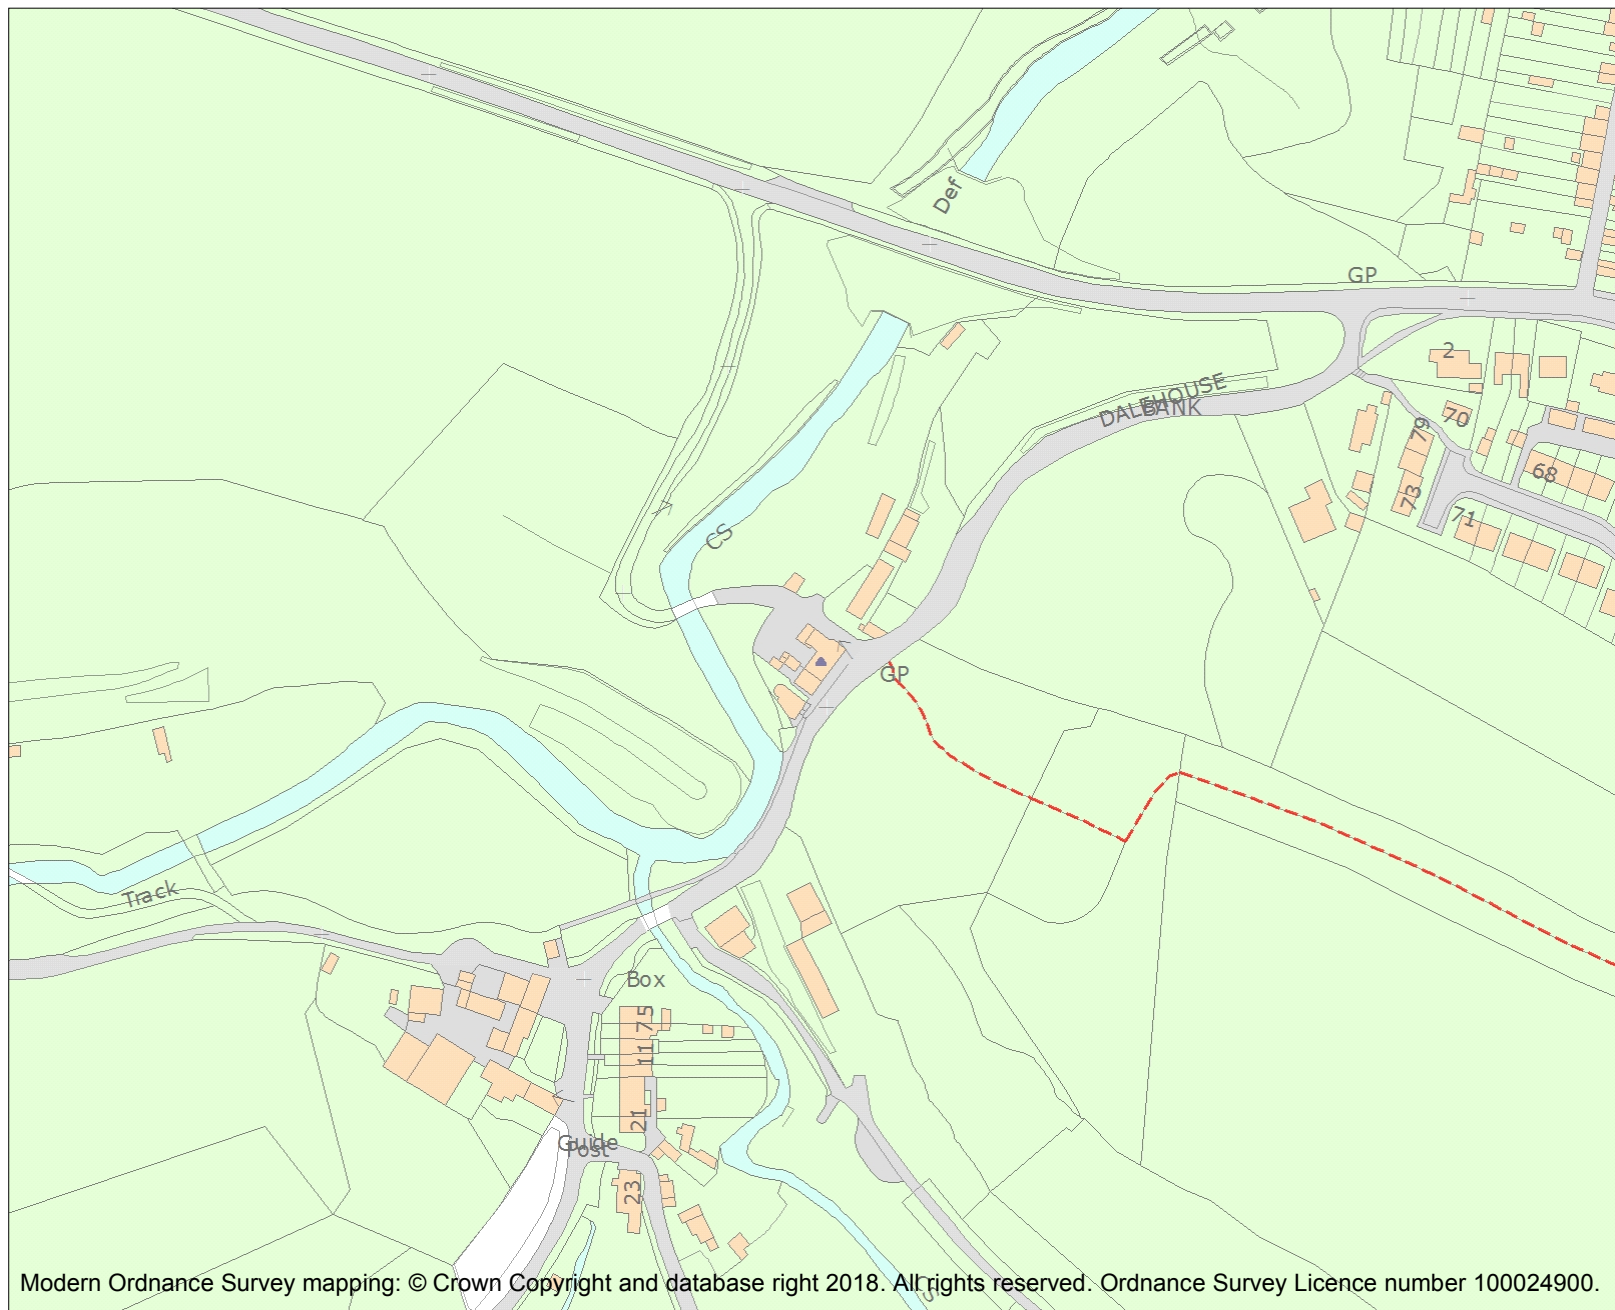 Def
GP
2
DALEHOUSE
BANK
79
70
68
73
71
CS
GP
Track
Box
75
11
21
Guide
Post
23
Modern Ordnance Survey mapping: © Crown Copyright and database right 2018. All rights reserved. Ordnance Survey Licence number 100024900.